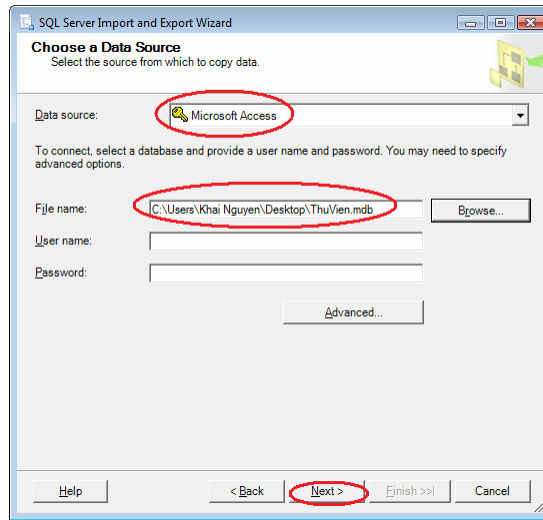 SQL Server Import and Export Wizard
Choose a Data Source
Select the source from which to copy data.
Data source: Microsoft Access
To connect, select a database and provide a user name and password. You may need to specify
advanced options.
File name: C:\Users\Khai Nguyen\Desktop\ThuVien.mdb Browse...
User name:
Password:
Advanced...
Help < Back Next > Finish >>| Cancel